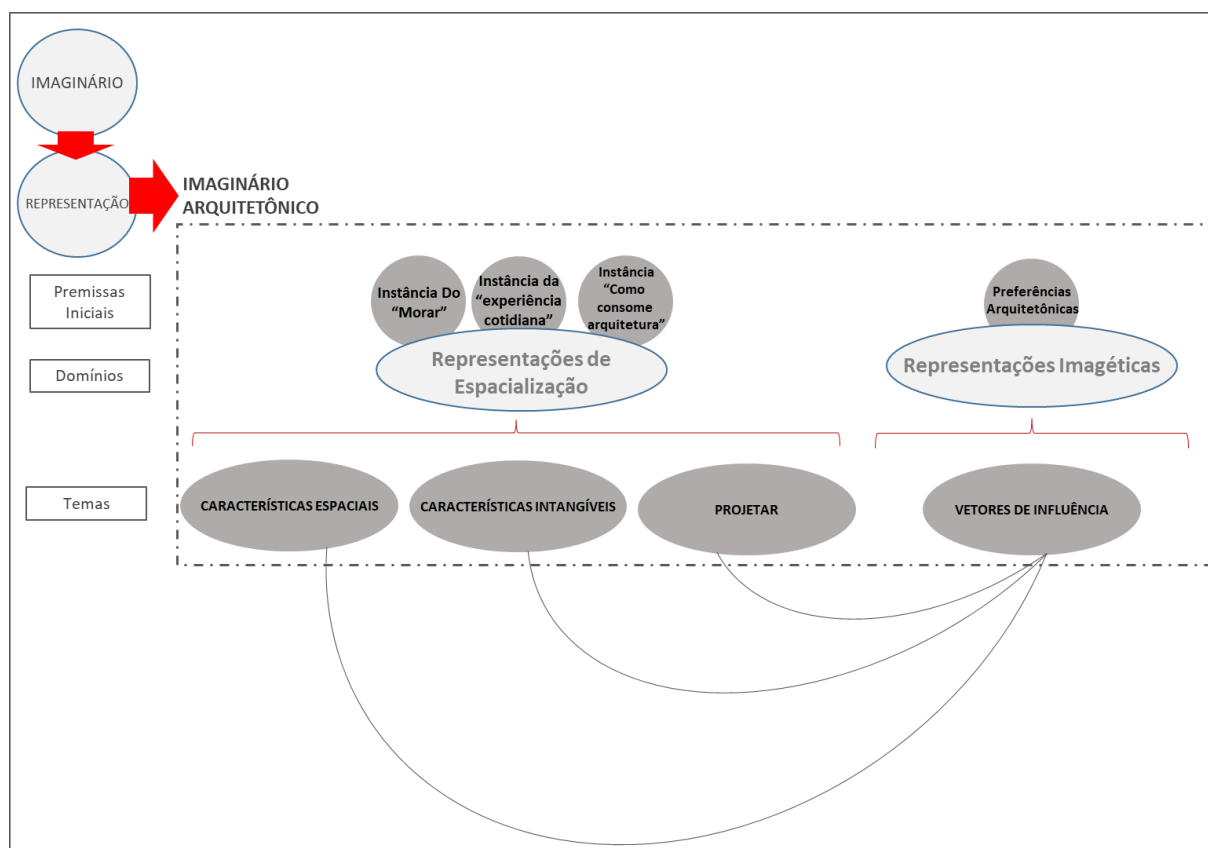 IMAGINÁRIO
REPRESENTAÇÃO
IMAGINÁRIO
ARQUITETÔNICO
Premissas
Iniciais
Instância Do
“Morar”
Instância da
“experiência
cotidiana”
Instância
“Como
consome
arquitetura”
Preferências
Arquitetônicas
Domínios
Representações de
Espacialização
Representações Imagéticas
Temas
CARACTERÍSTICAS ESPACIAIS
CARACTERÍSTICAS INTANGÍVEIS
PROJETAR
VETORES DE INFLUÊNCIA